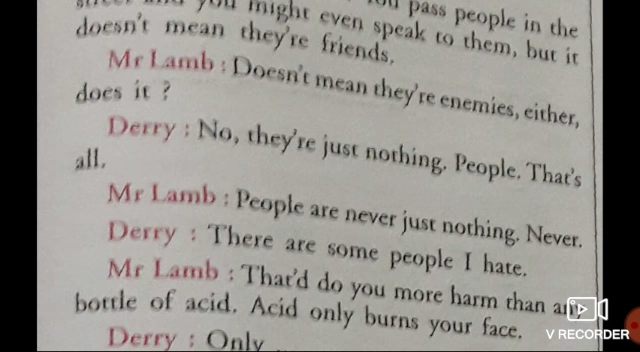 you might even speak to them, but it
pass people in the
doesn't mean they're friends.
Mr Lamb : Doesn't mean they're enemies, either,
does it ?
Derry : No, they're just nothing. People. That's
all.
Mr Lamb : People are never just nothing. Never.
Derry : There are some people I hate.
Mr Lamb : That'd do you more harm than any
bottle of acid. Acid only burns your face.
Derry : Only
V RECORDER